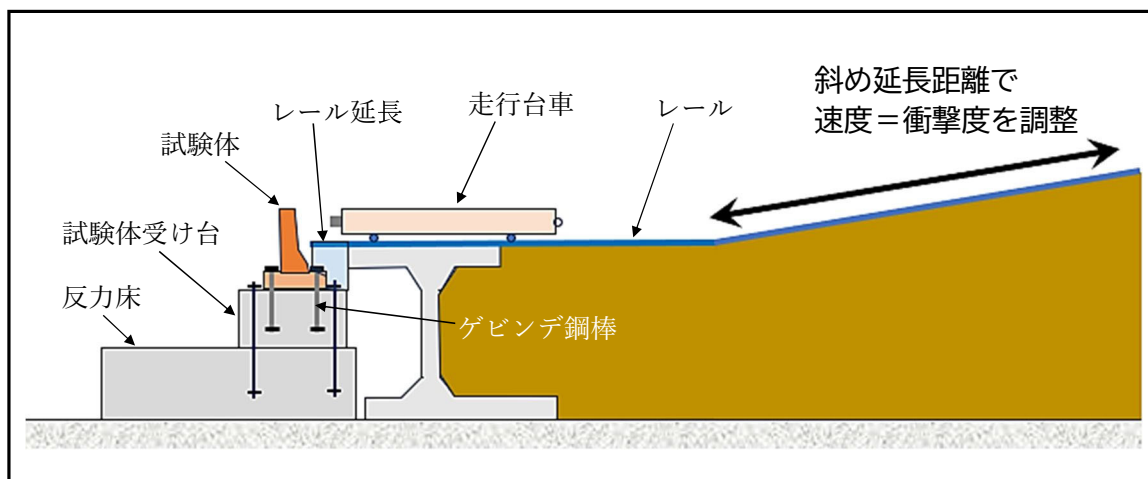 斜め延長距離で
速度＝衝撃度を調整
走行台車
レール延長
レール
試験体
試験体受け台
反力床
ゲビンデ鋼棒